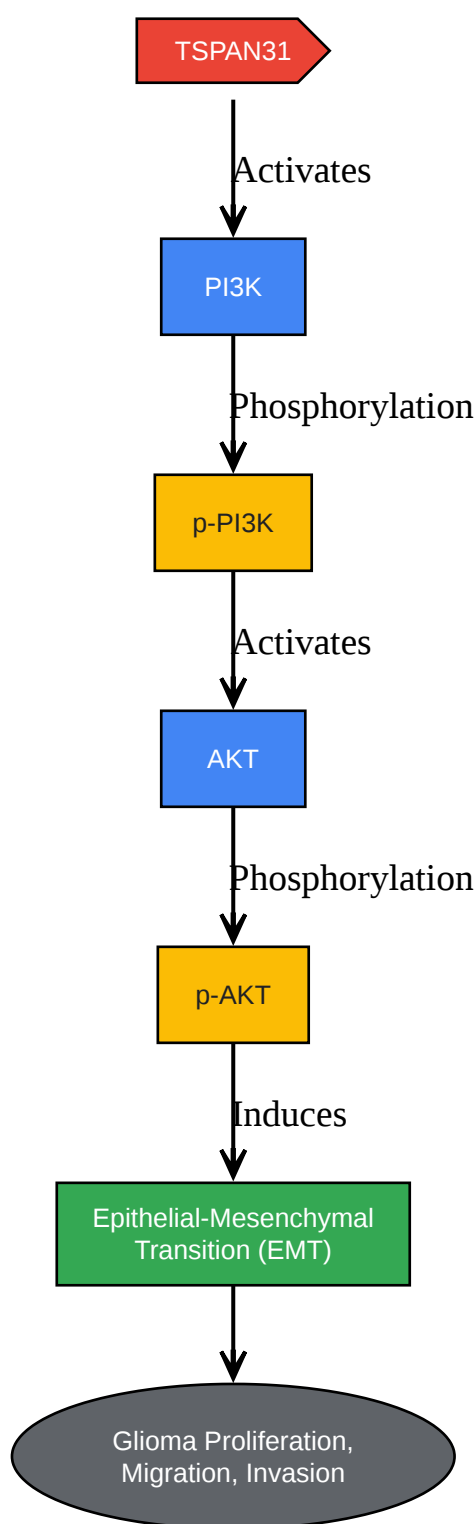 TSPAN31
Activates
PI3K
Phosphorylation
p-PI3K
Activates
AKT
Phosphorylation
p-AKT
Induces
Epithelial-Mesenchymal
Transition (EMT)
Glioma Proliferation,
Migration, Invasion